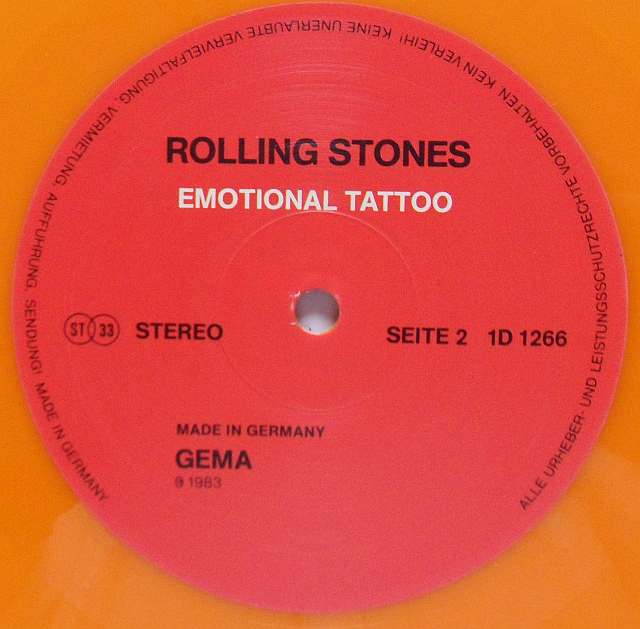 ROLLING STONES
EMOTIONAL TATTOO
ST 33 STEREO
SEITE 2 1D 1266
MADE IN GERMANY
GEMA
℗ 1983
ALLE URHEBER- UND LEISTUNGSSCHUTZRECHTE VORBEHALTEN. KEIN VERLEIH! KEINE UNERLAUBTE VERVIELFÄLTIGUNG, VERMIETUNG, AUFFÜHRUNG, SENDUNG! MADE IN GERMANY